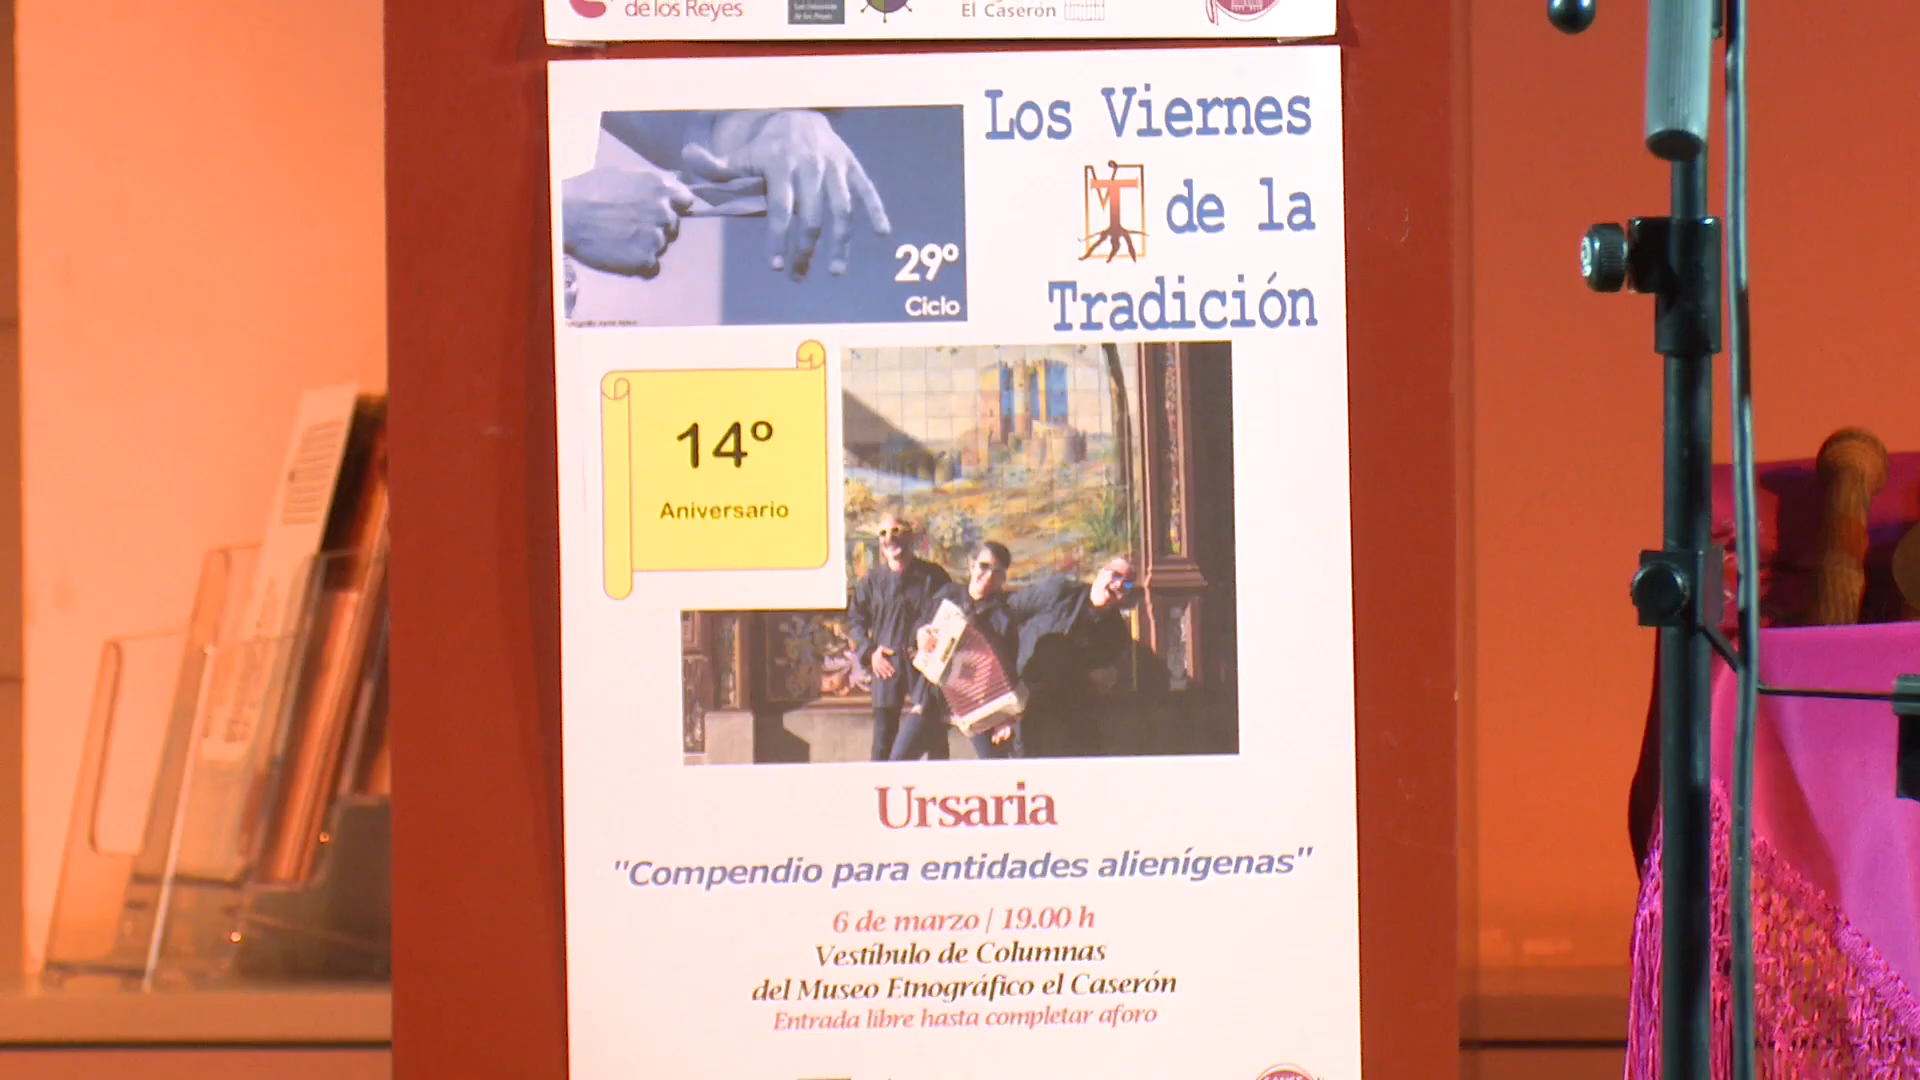 de los Reyes
El Caserón
Los Viernes
de la
Tradición
29º
Ciclo
14º
Aniversario
Ursaria
"Compendio para entidades alienígenas"
6 de marzo | 19.00 h
Vestíbulo de Columnas
del Museo Etnográfico el Caserón
Entrada libre hasta completar aforo